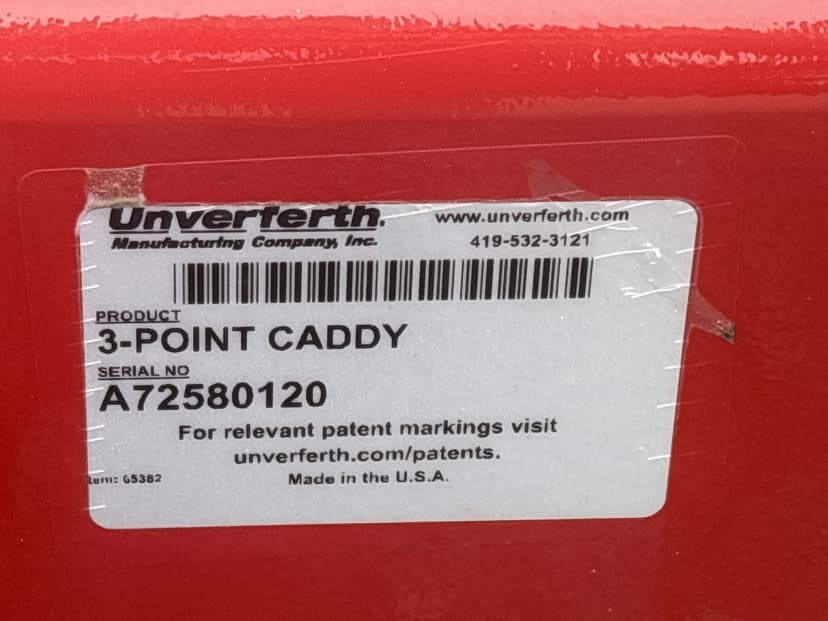 Unverferth.
Manufacturing Company, Inc.
www.unverferth.com
419-532-3121
PRODUCT
3-POINT CADDY
SERIAL NO
A72580120
For relevant patent markings visit
unverferth.com/patents.
Made in the U.S.A.
65382